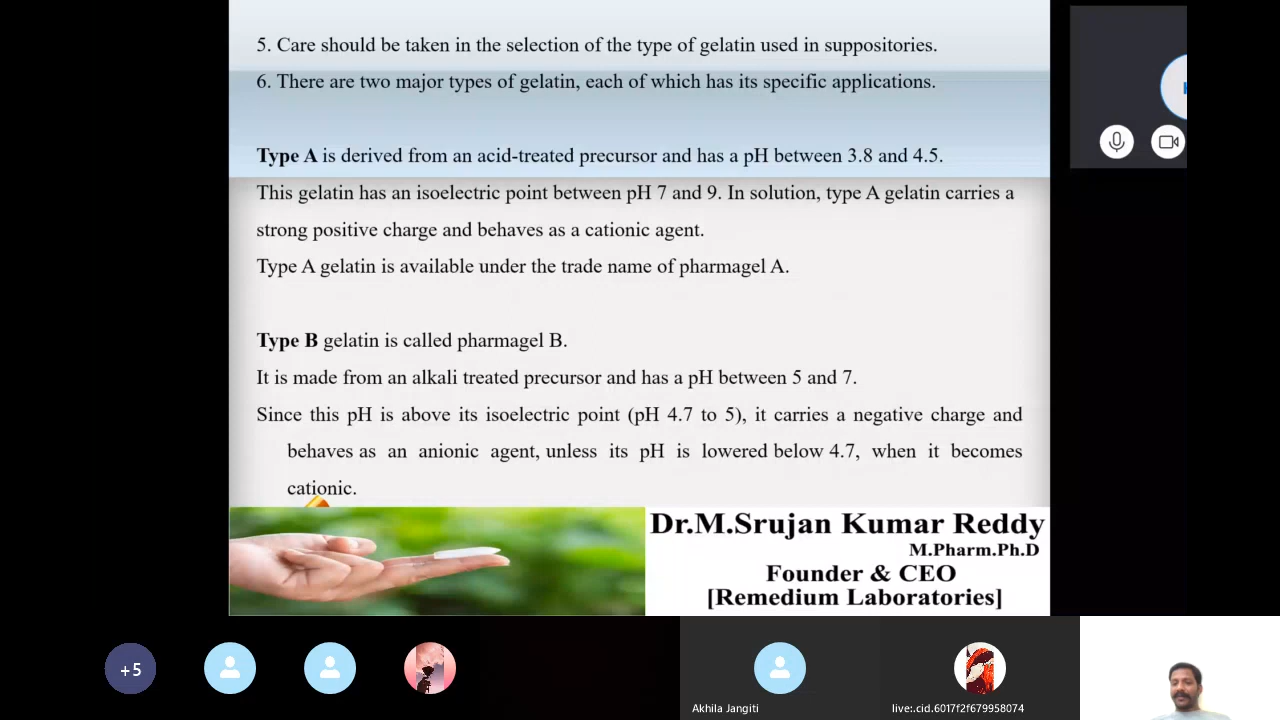 5. Care should be taken in the selection of the type of gelatin used in suppositories.
6. There are two major types of gelatin, each of which has its specific applications.
Type A is derived from an acid-treated precursor and has a pH between 3.8 and 4.5.
This gelatin has an isoelectric point between pH 7 and 9. In solution, type A gelatin carries a
strong positive charge and behaves as a cationic agent.
Type A gelatin is available under the trade name of pharmagel A.
Type B gelatin is called pharmagel B.
It is made from an alkali treated precursor and has a pH between 5 and 7.
Since this pH is above its isoelectric point (pH 4.7 to 5), it carries a negative charge and
behaves as an anionic agent, unless its pH is lowered below 4.7, when it becomes
cationic.
Dr.M.Srujan Kumar Reddy
M.Pharm.Ph.D
Founder & CEO
[Remedium Laboratories]
+5
Akhila Jangiti
live:.cid.6017f2f679958074